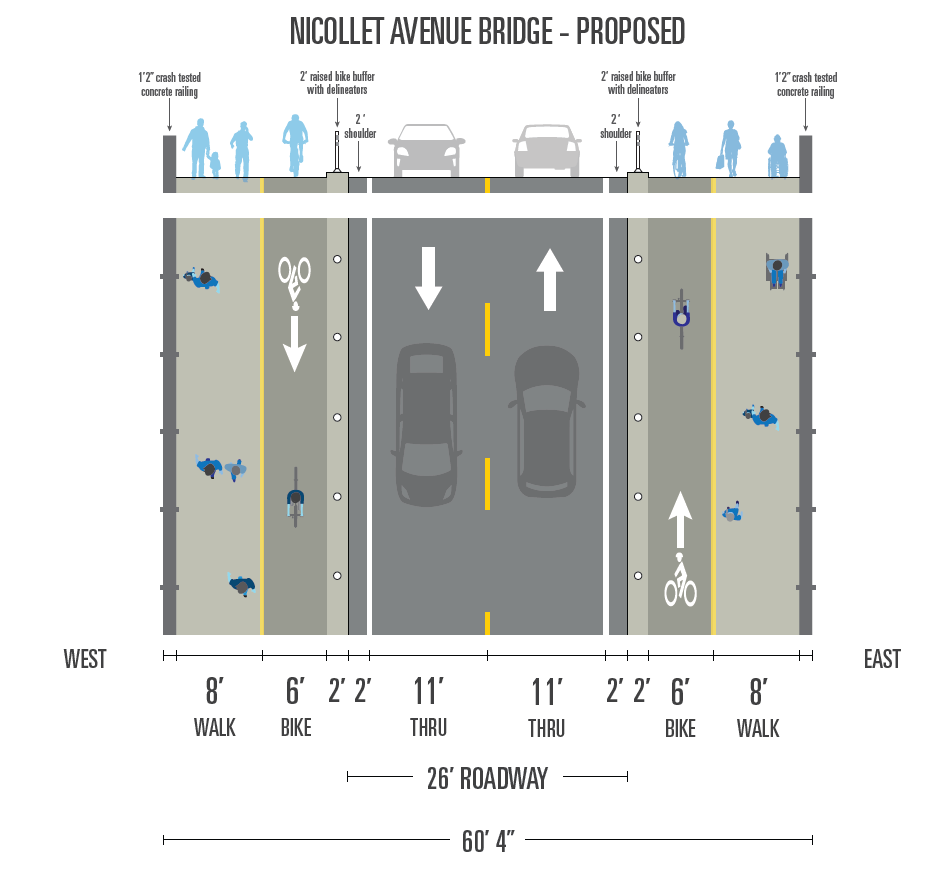 NICOLLET AVENUE BRIDGE - PROPOSED
1'2" crash tested
concrete railing
2' raised bike buffer
with delineators
2'
shoulder
2' raised bike buffer
with delineators
2'
shoulder
1'2" crash tested
concrete railing
WEST
EAST
8' 6' 2' 2' 11' 11' 2' 2' 6' 8'
WALK BIKE THRU THRU BIKE WALK
26' ROADWAY
60' 4"